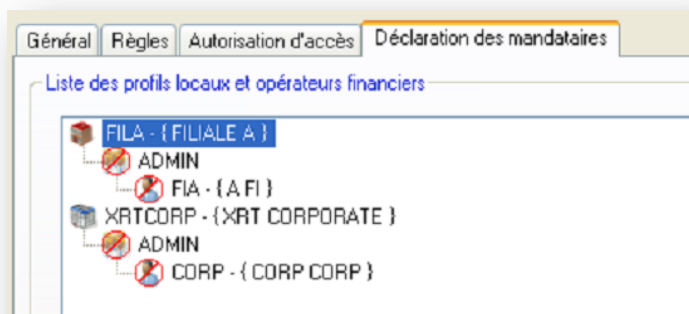 Général Règles Autorisation d'accès Déclaration des mandataires
Liste des profils locaux et opérateurs financiers
FILA - { FILIALE A }
ADMIN
FIA - { A FI }
XRTCORP - { XRT CORPORATE }
ADMIN
CORP - { CORP CORP }